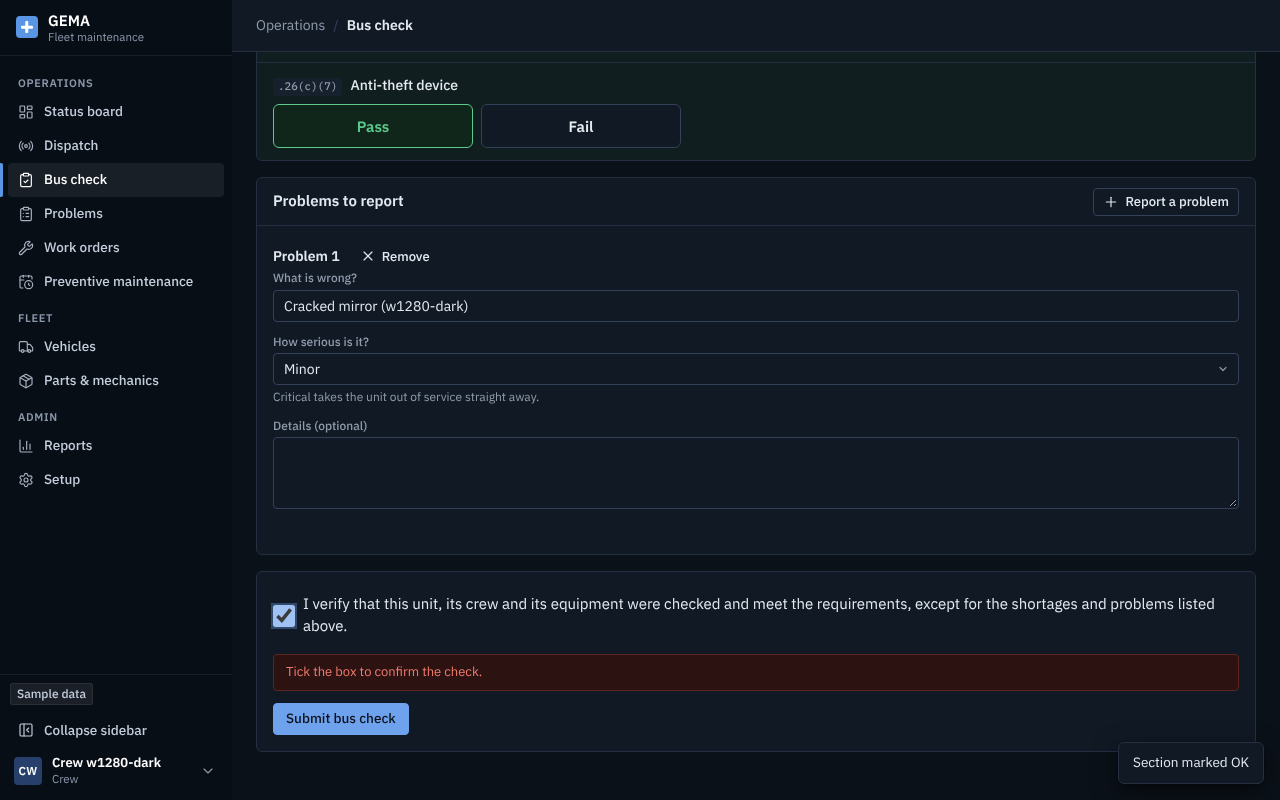 GEMA
Fleet maintenance
OPERATIONS
Status board
Dispatch
Bus check
Problems
Work orders
Preventive maintenance
FLEET
Vehicles
Parts & mechanics
ADMIN
Reports
Setup
Sample data
Collapse sidebar
CW
Crew w1280-dark
Crew
Operations / Bus check
.26(c)(7) Anti-theft device
Pass Fail
Problems to report
Report a problem
Problem 1 Remove
What is wrong?
Cracked mirror (w1280-dark)
How serious is it?
Minor
Critical takes the unit out of service straight away.
Details (optional)
I verify that this unit, its crew and its equipment were checked and meet the requirements, except for the shortages and problems listed
above.
Tick the box to confirm the check.
Submit bus check
Section marked OK